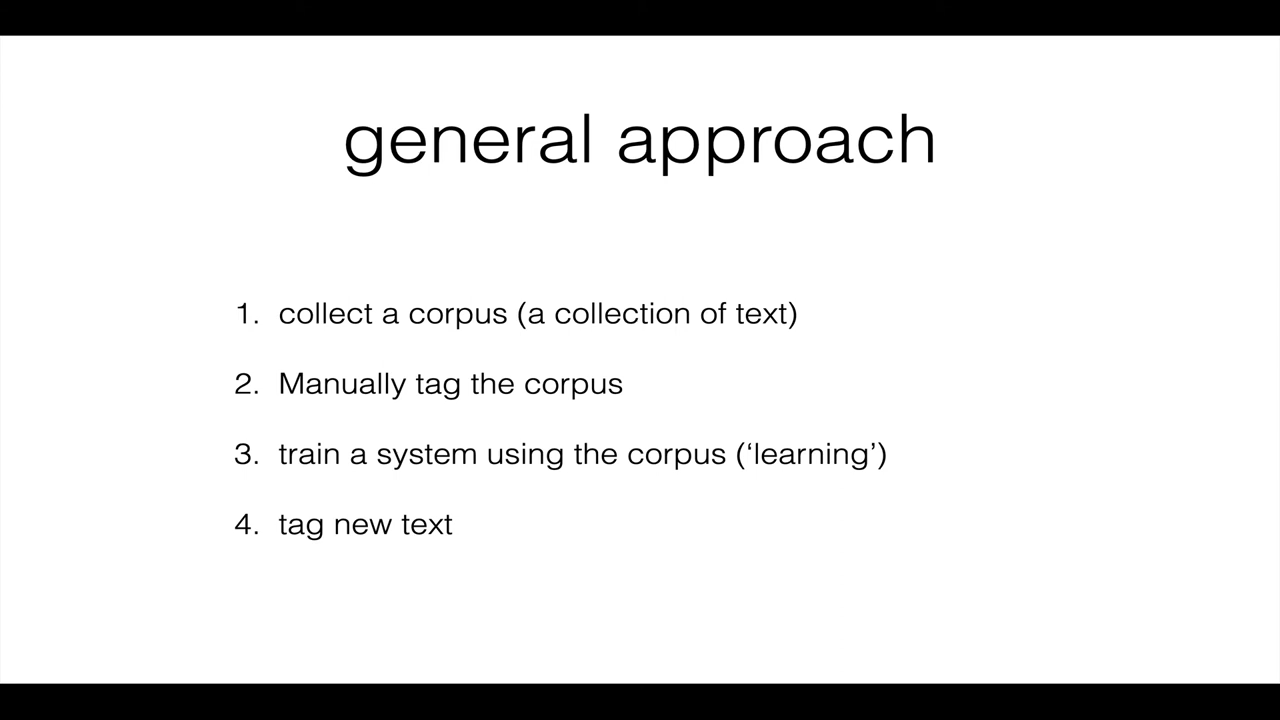 general approach
1. collect a corpus (a collection of text)
2. Manually tag the corpus
3. train a system using the corpus (‘learning’)
4. tag new text